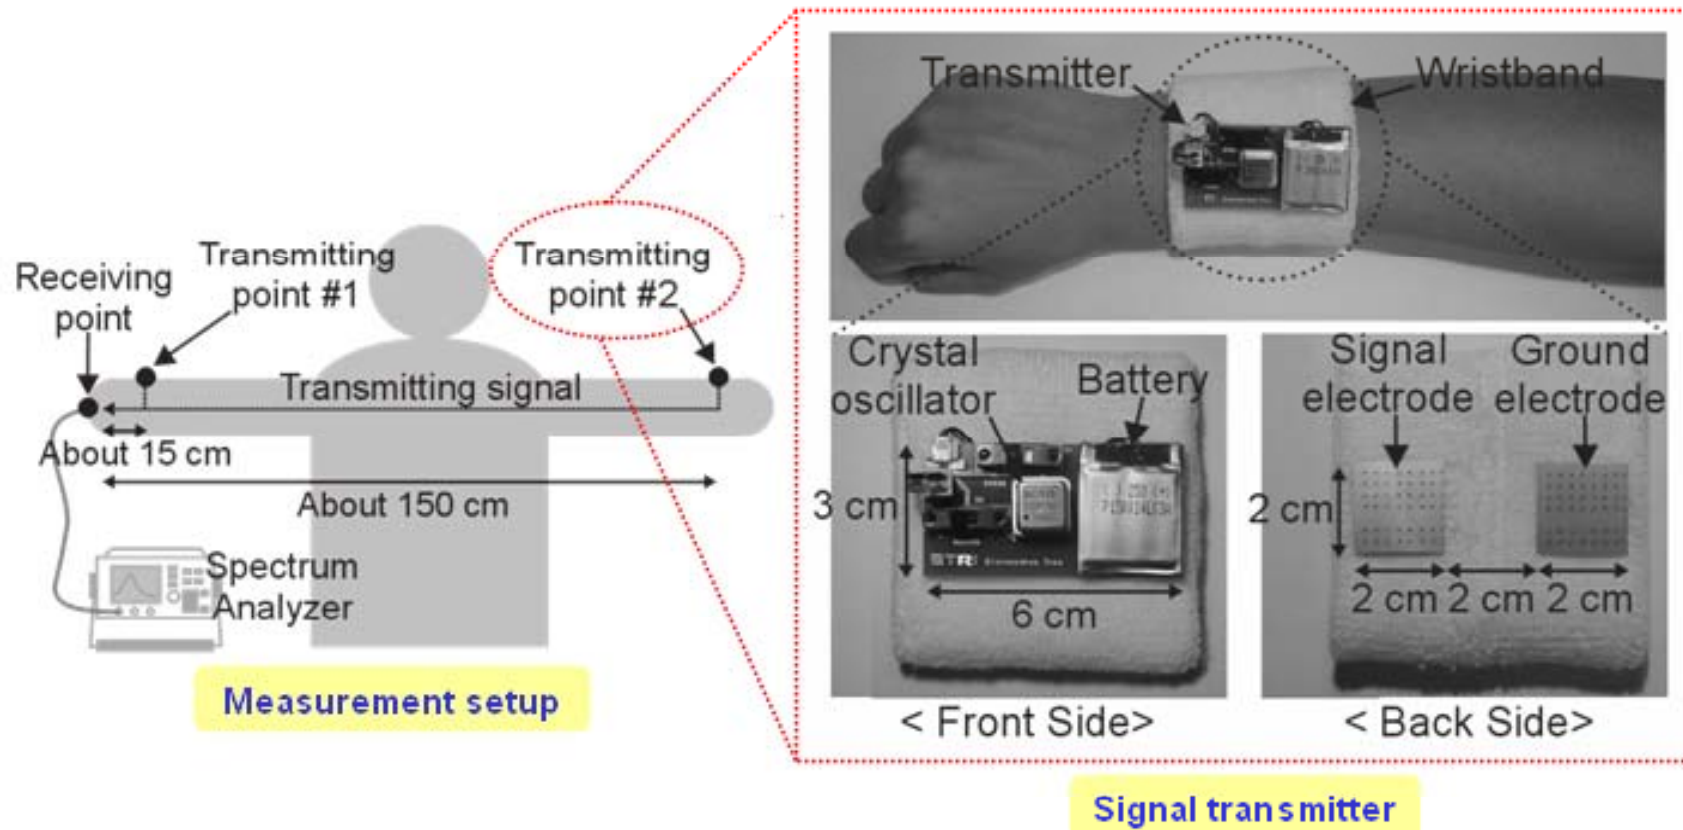 Receiving
point
Transmitting
point #1
Transmitting
point #2
Transmitting signal
About 15 cm
About 150 cm
Spectrum
Analyzer
Measurement setup
Transmitter
Wristband
Crystal
oscillator
Battery
3 cm
6 cm
< Front Side>
Signal
electrode
Ground
electrode
2 cm
2 cm 2 cm 2 cm
< Back Side>
Signal transmitter